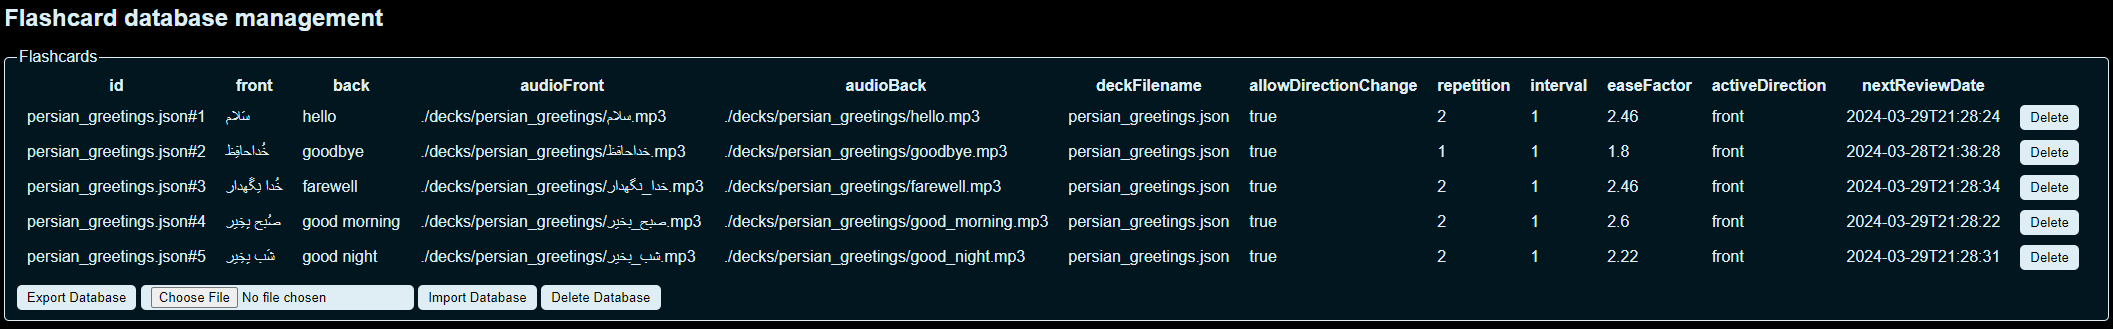 Flashcard database management
Flashcards
id front back audioFront audioBack deckFilename allowDirectionChange repetition interval easeFactor activeDirection nextReviewDate
persian_greetings.json#1 سَلام hello ./decks/persian_greetings/سلام.mp3 ./decks/persian_greetings/hello.mp3 persian_greetings.json true 2 1 2.46 front 2024-03-29T21:28:24 Delete
persian_greetings.json#2 خُداحافِظ goodbye ./decks/persian_greetings/خداحافظ.mp3 ./decks/persian_greetings/goodbye.mp3 persian_greetings.json true 1 1 1.8 front 2024-03-28T21:38:28 Delete
persian_greetings.json#3 خُدا نِگَهدار farewell ./decks/persian_greetings/خدا_نگهدار.mp3 ./decks/persian_greetings/farewell.mp3 persian_greetings.json true 2 1 2.46 front 2024-03-29T21:28:34 Delete
persian_greetings.json#4 صُبح بِخِیر good morning ./decks/persian_greetings/صبح_بخیر.mp3 ./decks/persian_greetings/good_morning.mp3 persian_greetings.json true 2 1 2.6 front 2024-03-29T21:28:22 Delete
persian_greetings.json#5 شَب بِخِیر good night ./decks/persian_greetings/شب_بخیر.mp3 ./decks/persian_greetings/good_night.mp3 persian_greetings.json true 2 1 2.22 front 2024-03-29T21:28:31 Delete
Export Database Choose File No file chosen Import Database Delete Database